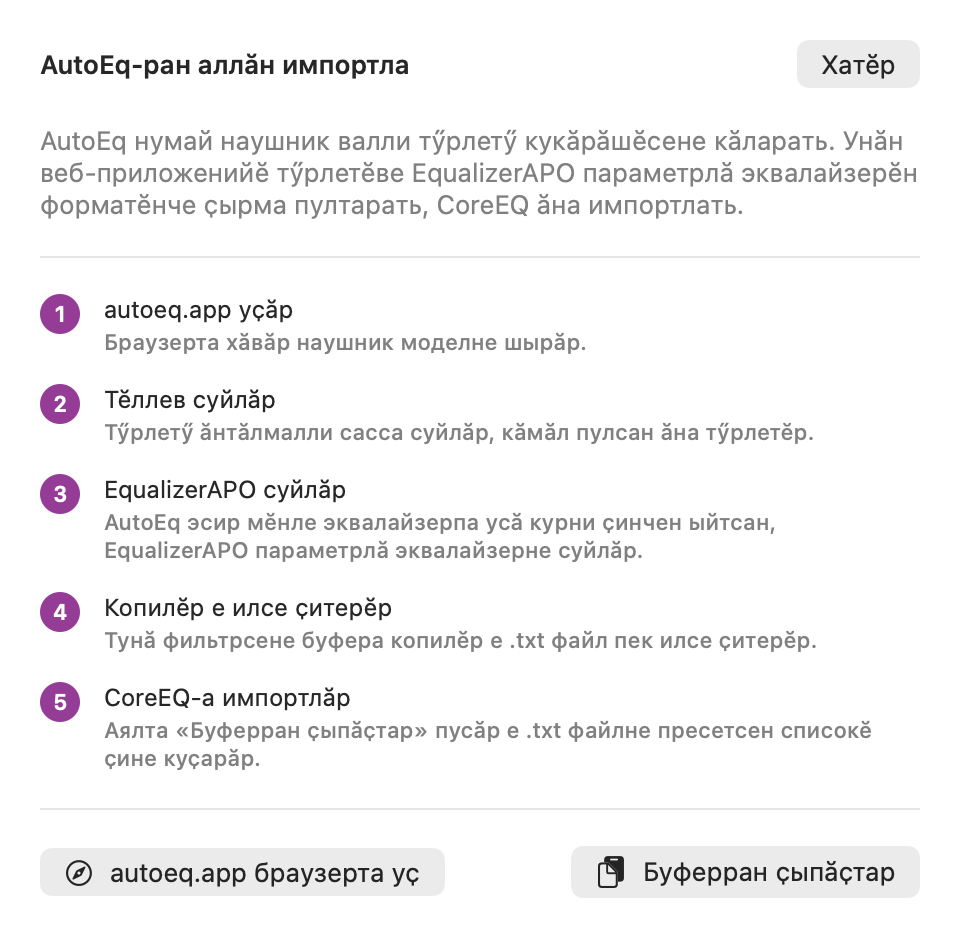 AutoEq-ран аллӑн импортла
Хатӗр
AutoEq нумай наушник валли тӳрлетӳ кукӑрӑшӗсене кӑларать. Унӑн
веб-приложенийӗ тӳрлетӗве EqualizerAPO параметрлӑ эквалайзерӗн
форматӗнче ҫырма пултарать, CoreEQ ӑна импортлать.
1
autoeq.app уҫӑр
Браузерта хӑвӑр наушник моделне шырӑр.
2
Тӗллев суйлӑр
Тӳрлетӳ ӑнтӑлмалли сасса суйлӑр, кӑмӑл пулсан ӑна тӳрлетӗр.
3
EqualizerAPO суйлӑр
AutoEq эсир мӗнле эквалайзерпа усӑ курни ҫинчен ыйтсан,
EqualizerAPO параметрлӑ эквалайзерне суйлӑр.
4
Копилӗр е илсе ҫитерӗр
Тунӑ фильтрсене буфера копилӗр е .txt файл пек илсе ҫитерӗр.
5
CoreEQ-а импортлӑр
Аялта «Буферран ҫыпӑҫтар» пусӑр е .txt файлне пресетсен списокӗ
ҫине куҫарӑр.
autoeq.app браузерта уҫ
Буферран ҫыпӑҫтар